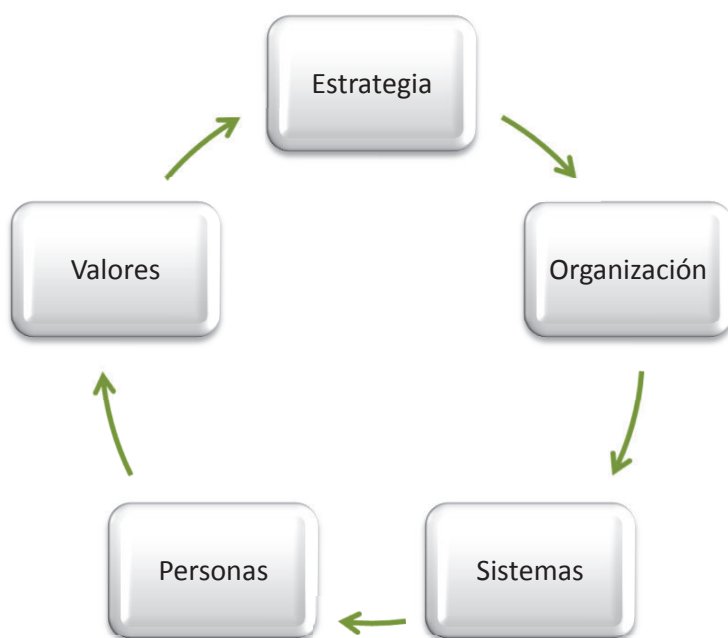 Estrategia
Organización
Sistemas
Personas
Valores